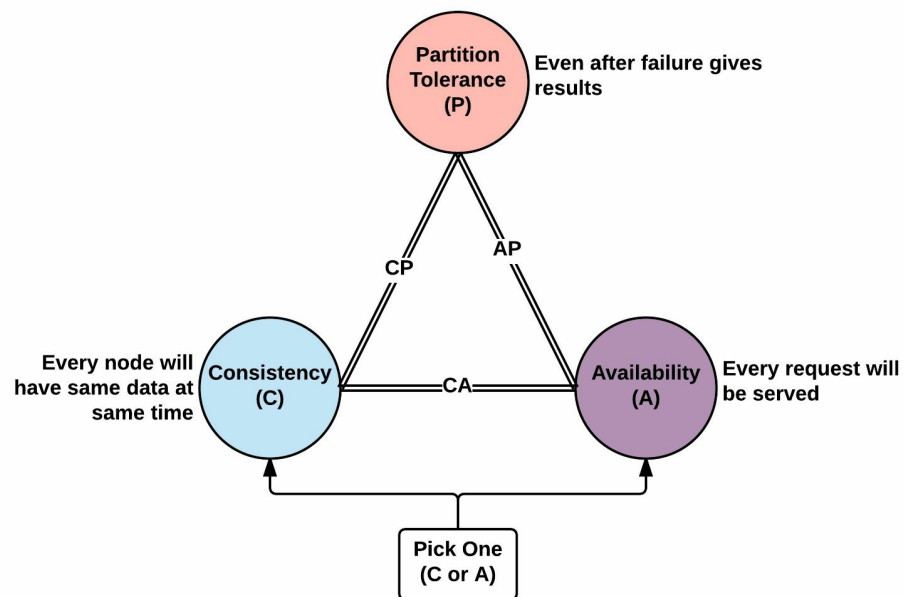 Partition
Tolerance
(P)
Even after failure gives
results
CP
AP
Every node will
have same data at
same time
Consistency
(C)
CA
Availability
(A)
Every request will
be served
Pick One
(C or A)